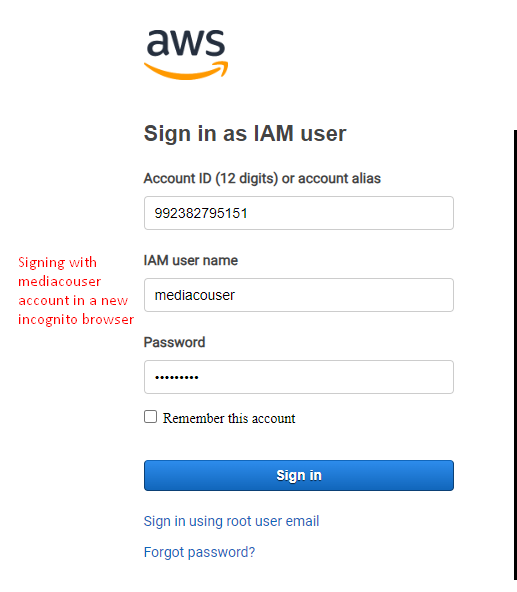 aws
Sign in as IAM user
Account ID (12 digits) or account alias
992382795151
IAM user name
mediacouser
Signing with
mediacouser
account in a new
incognito browser
Password
•••••••••
Remember this account
Sign in
Sign in using root user email
Forgot password?